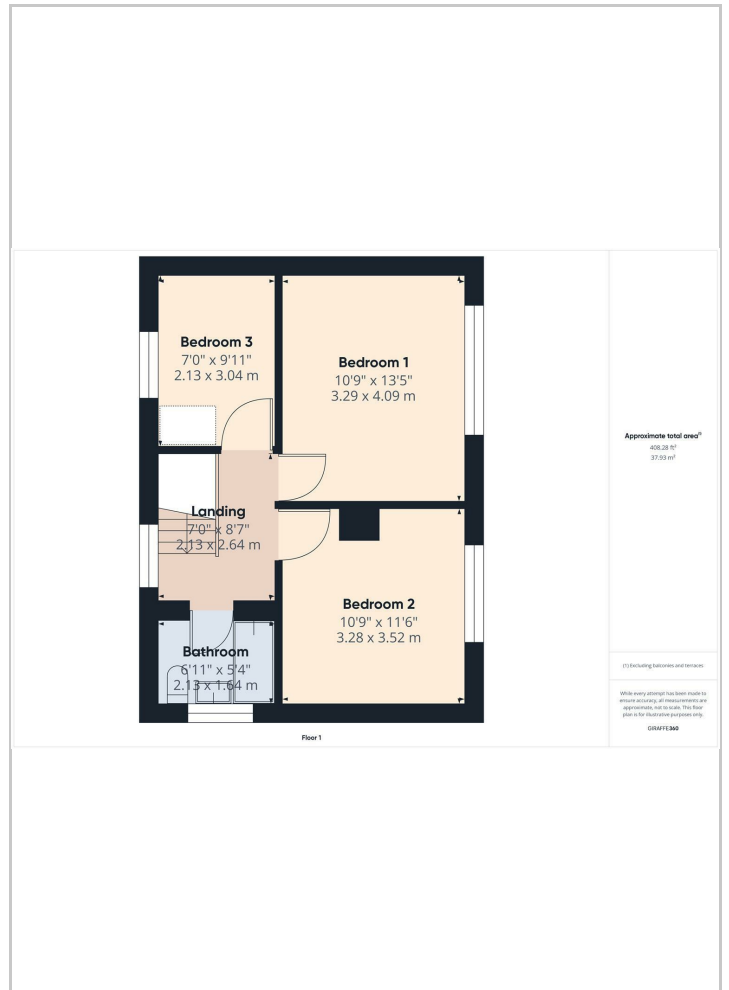 Bedroom 3
7'0" x 9'11"
2.13 x 3.04 m
Bedroom 1
10'9" x 13'5"
3.29 x 4.09 m
Landing
7'0" x 8'7"
2.13 x 2.64 m
Bedroom 2
10'9" x 11'6"
3.28 x 3.52 m
Bathroom
6'11" x 5'4"
2.13 x 1.64 m
Floor 1
Approximate total area⁽¹⁾
408.28 ft²
37.93 m²
(1) Excluding balconies and terraces
While every attempt has been made to
ensure accuracy, all measurements are
approximate, not to scale. This floor
plan is for illustrative purposes only.
GIRAFFE360